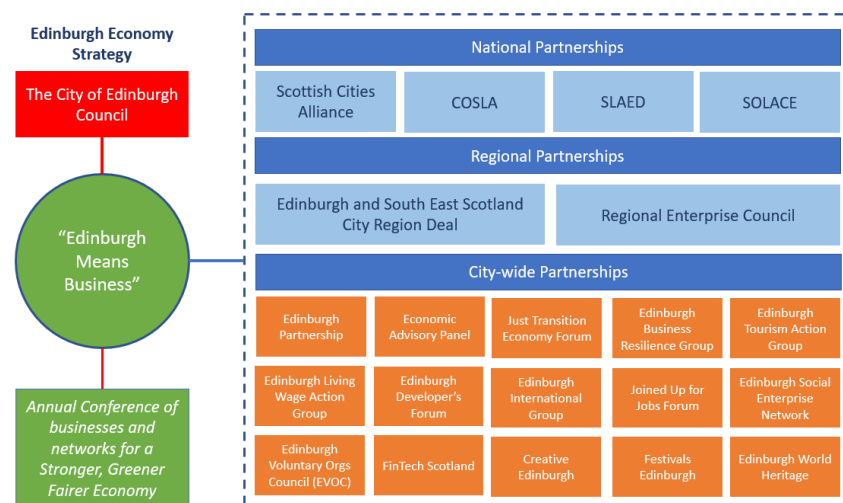 Edinburgh Economy
Strategy
The City of Edinburgh
Council
“Edinburgh
Means
Business”
Annual Conference of
businesses and
networks for a
Stronger, Greener
Fairer Economy
National Partnerships
Scottish Cities
Alliance
COSLA
SLAED
SOLACE
Regional Partnerships
Edinburgh and South East Scotland
City Region Deal
Regional Enterprise Council
City-wide Partnerships
Edinburgh
Partnership
Economic
Advisory Panel
Just Transition
Economy Forum
Edinburgh
Business
Resilience Group
Edinburgh
Tourism Action
Group
Edinburgh Living
Wage Action
Group
Edinburgh
Developer’s
Forum
Edinburgh
International
Group
Joined Up for
Jobs Forum
Edinburgh Social
Enterprise
Network
Edinburgh
Voluntary Orgs
Council (EVOC)
FinTech Scotland
Creative
Edinburgh
Festivals
Edinburgh
Edinburgh World
Heritage